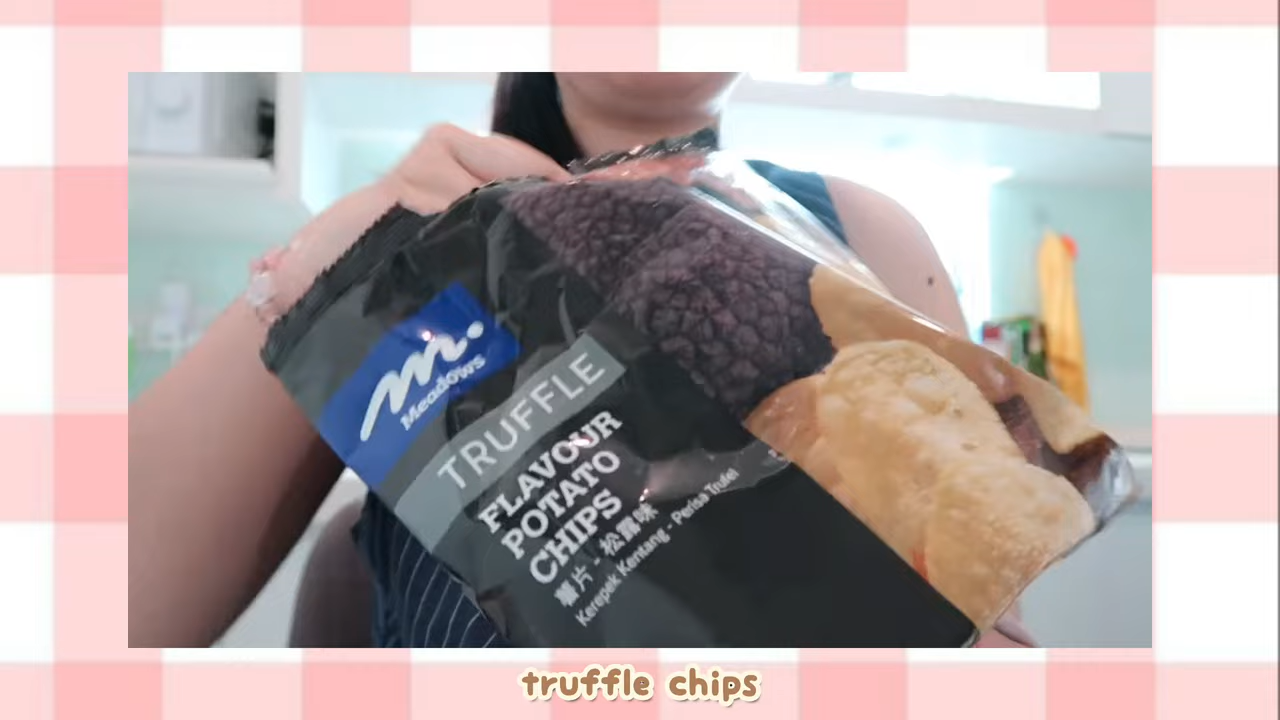 m.
Meadows
TRUFFLE
FLAVOUR
POTATO
CHIPS
薯片 - 松露味
Kerepek Kentang - Perisa Trufel
truffle chips